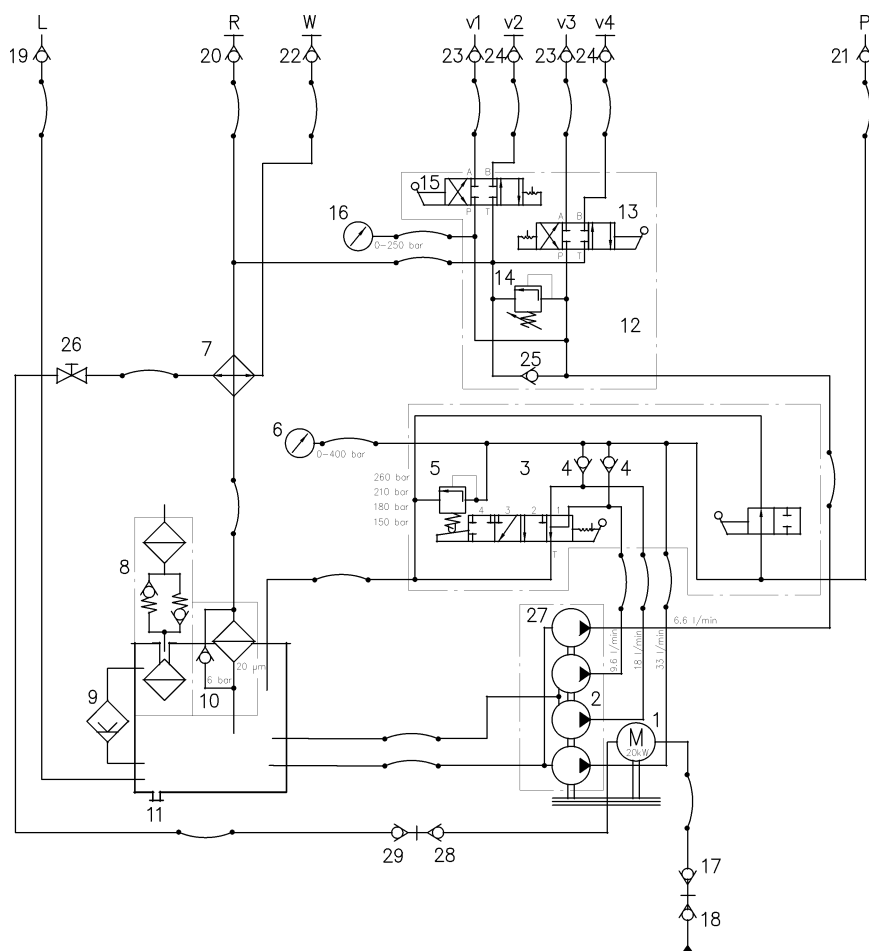 L R W v1 v2 v3 v4 P
19 20 22 23 24 23 24 21
A B
15
P T
A B
13
P T
16
0-250 bar
14
12
26 7 25
6
0-400 bar
5 3 4 4
260 bar
210 bar
180 bar
150 bar
4 3 2 1
T
8
27
6.6 l/min
9.6 l/min
18 l/min
33 l/min
20 µm
6 bar
9
10
2
1
M
20kW
11
29 28
17
18